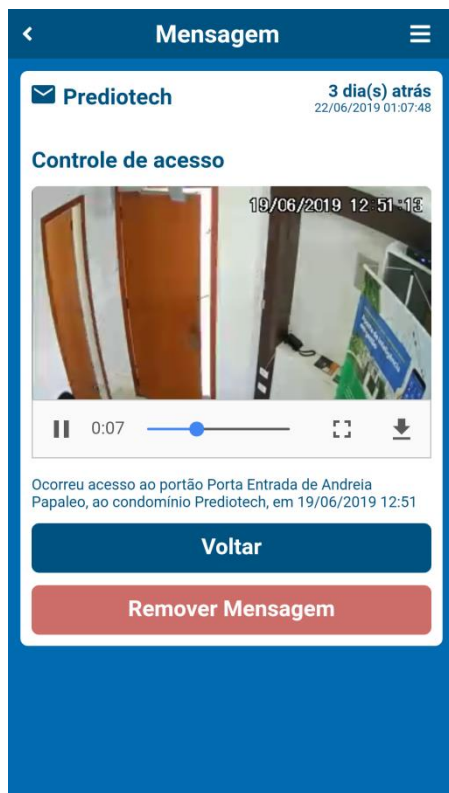 Mensagem
Prediotech
3 dia(s) atrás
22/06/2019 01:07:48
Controle de acesso
19/06/2019 12:51:13
0:07
Ocorreu acesso ao portão Porta Entrada de Andreia
Papaleo, ao condomínio Prediotech, em 19/06/2019 12:51
Voltar
Remover Mensagem